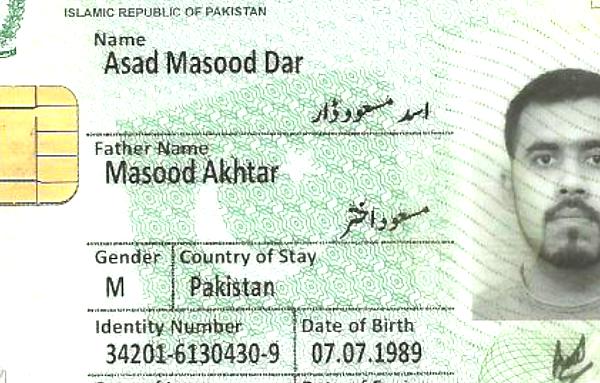 ISLAMIC REPUBLIC OF PAKISTAN
Name
Asad Masood Dar
اسد مسعود ڈار
Father Name
Masood Akhtar
مسعود اختر
Gender Country of Stay
M Pakistan
Identity Number Date of Birth
34201-6130430-9 07.07.1989